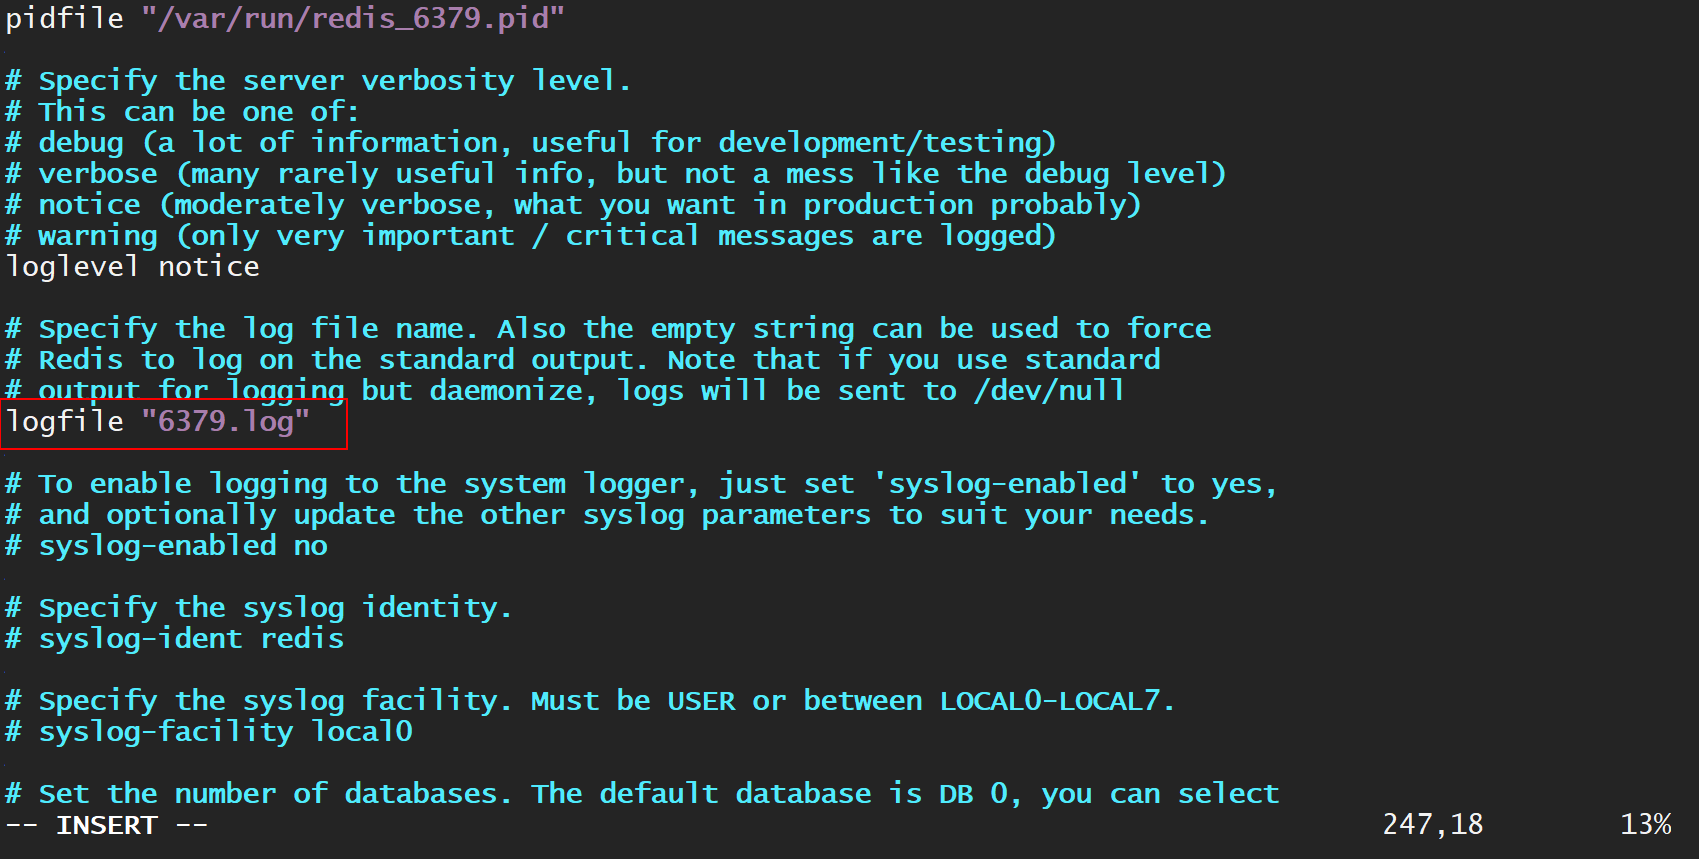 pidfile "/var/run/redis_6379.pid"
# Specify the server verbosity level.
# This can be one of:
# debug (a lot of information, useful for development/testing)
# verbose (many rarely useful info, but not a mess like the debug level)
# notice (moderately verbose, what you want in production probably)
# warning (only very important / critical messages are logged)
loglevel notice
# Specify the log file name. Also the empty string can be used to force
# Redis to log on the standard output. Note that if you use standard
# output for logging but daemonize, logs will be sent to /dev/null
logfile "6379.log"
# To enable logging to the system logger, just set 'syslog-enabled' to yes,
# and optionally update the other syslog parameters to suit your needs.
# syslog-enabled no
# Specify the syslog identity.
# syslog-ident redis
# Specify the syslog facility. Must be USER or between LOCAL0-LOCAL7.
# syslog-facility local0
# Set the number of databases. The default database is DB 0, you can select
-- INSERT -- 247,18 13%